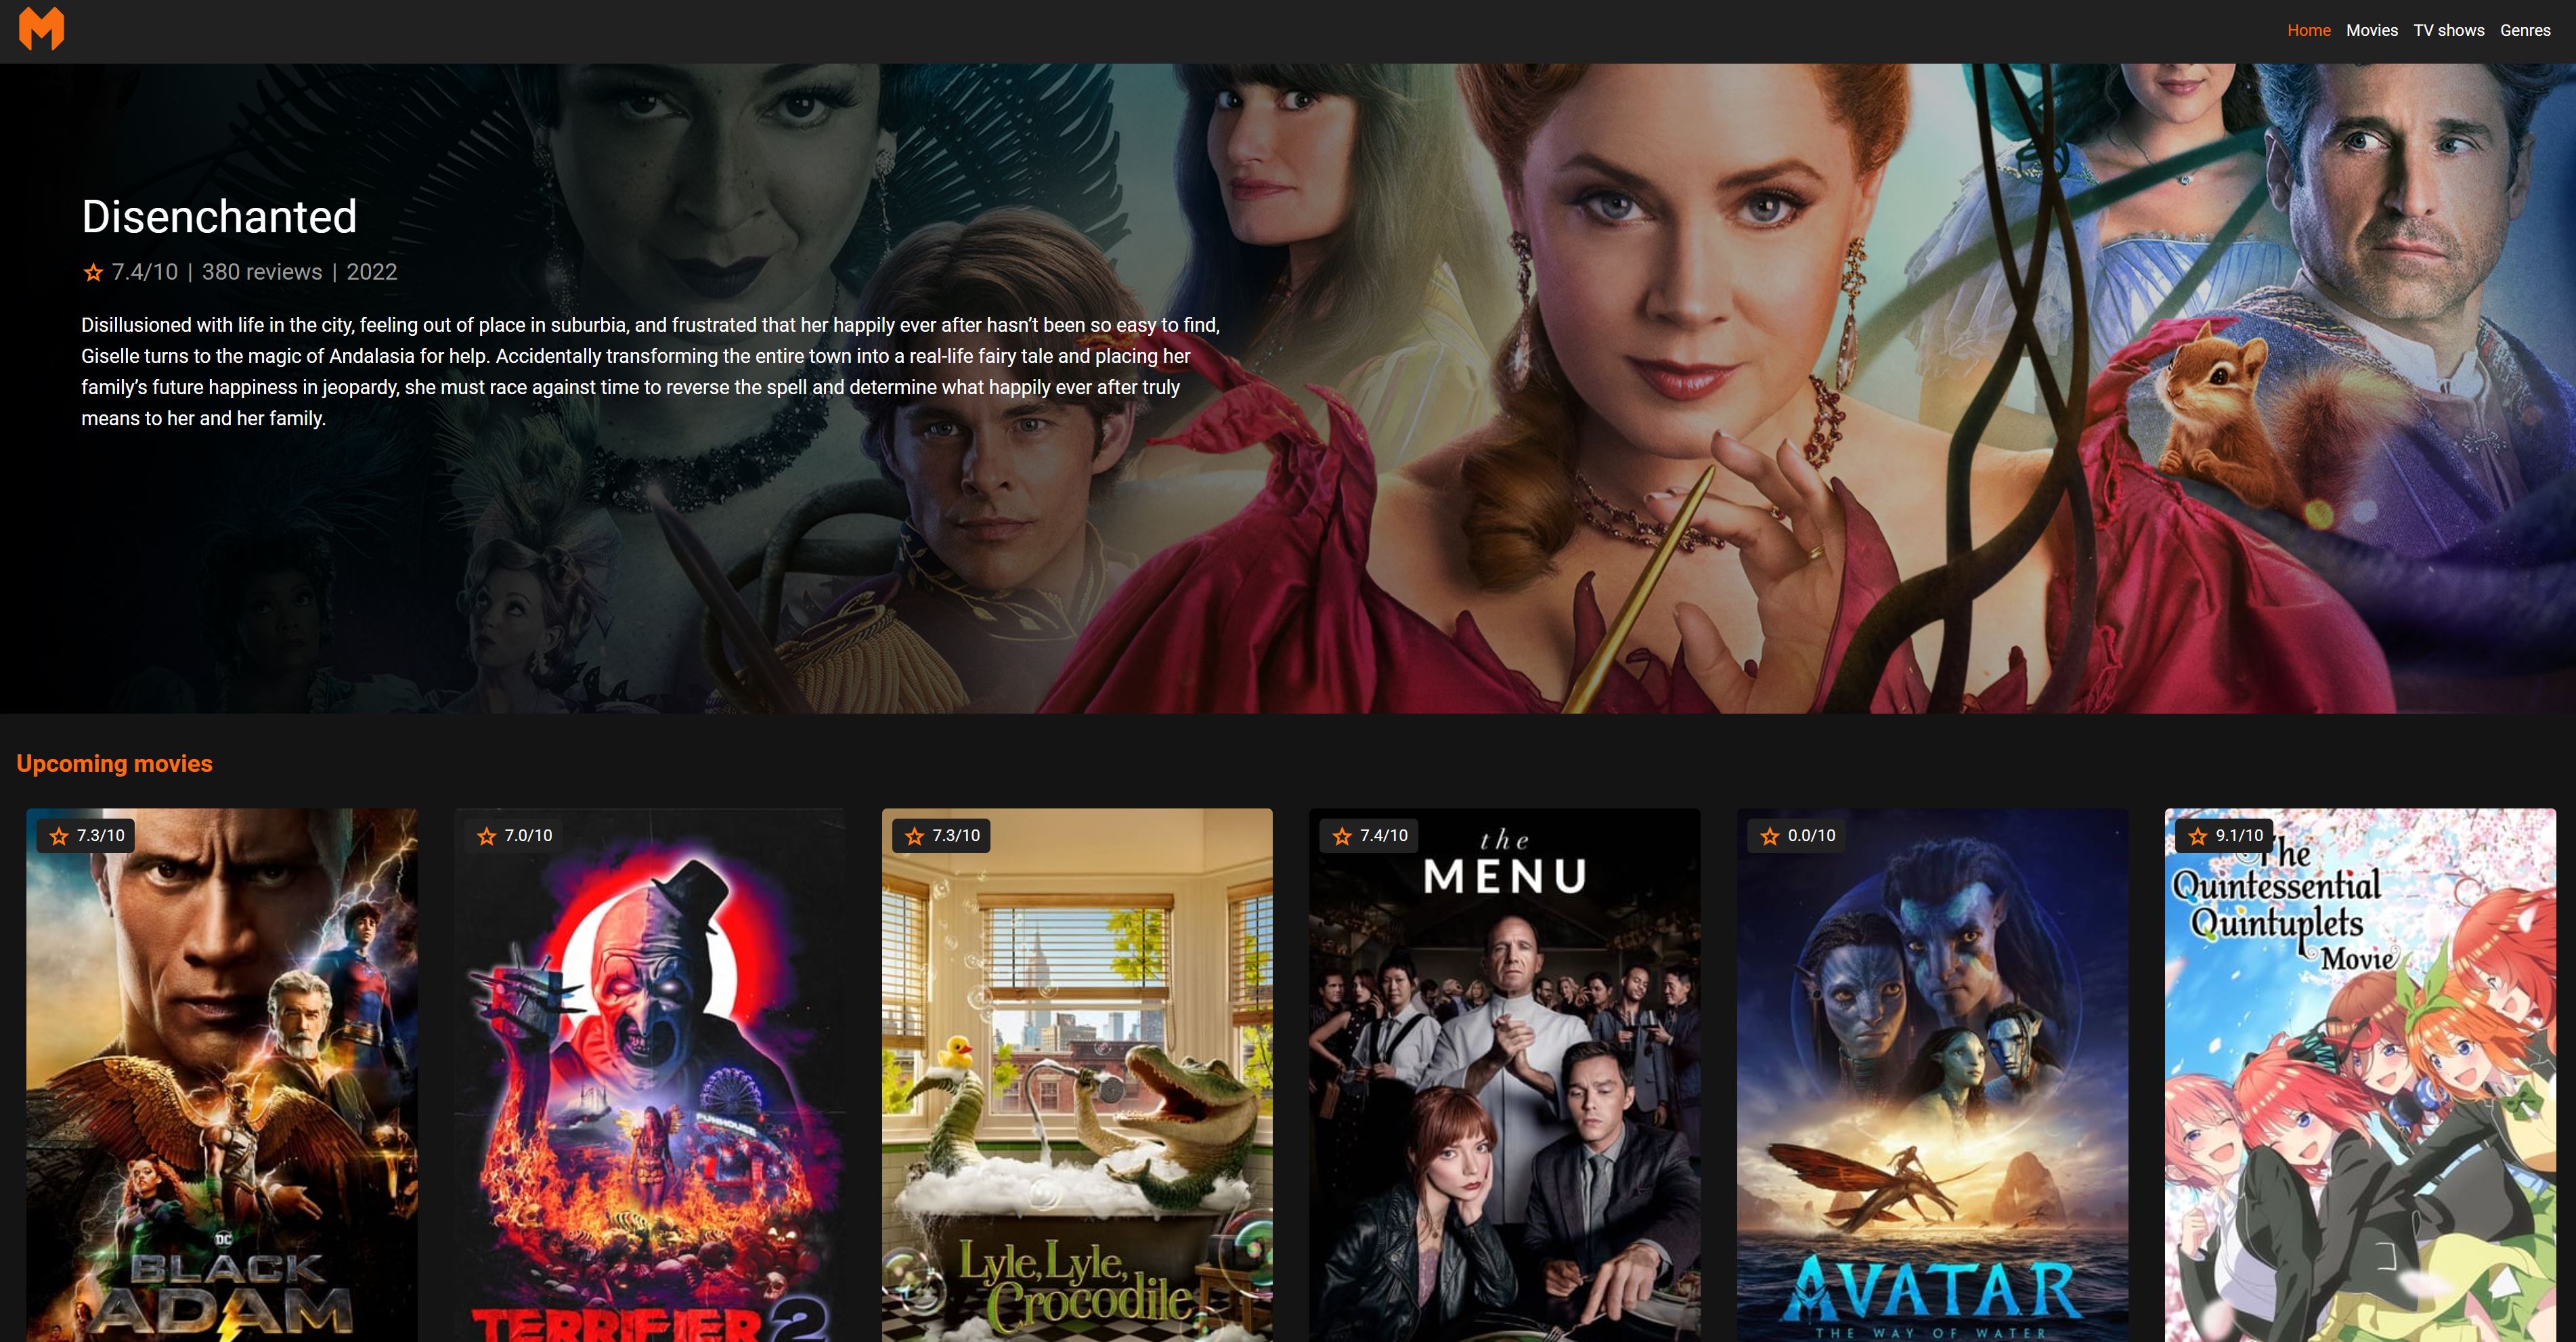 Home Movies TV shows Genres
Disenchanted
7.4/10 | 380 reviews | 2022
Disillusioned with life in the city, feeling out of place in suburbia, and frustrated that her happily ever after hasn’t been so easy to find,
Giselle turns to the magic of Andalasia for help. Accidentally transforming the entire town into a real-life fairy tale and placing her
family’s future happiness in jeopardy, she must race against time to reverse the spell and determine what happily ever after truly
means to her and her family.
Upcoming movies
7.3/10
DC
BLACK
ADAM
7.0/10
FUNHOUSE
TERRIFIER 2
7.3/10
Lyle, Lyle,
Crocodile
7.4/10
the
MENU
0.0/10
AVATAR
THE WAY OF WATER
9.1/10
The
Quintessential
Quintuplets
Movie